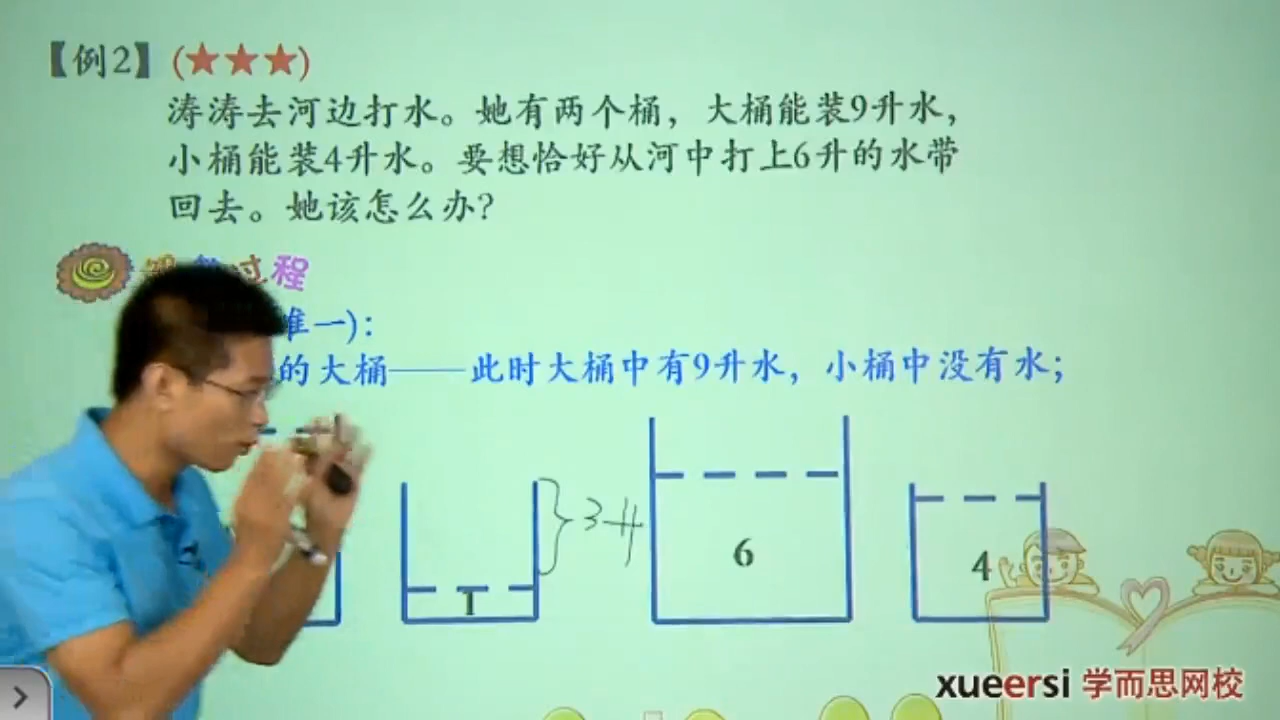 【例2】(★★★)
涛涛去河边打水。她有两个桶，大桶能装9升水，
小桶能装4升水。要想恰好从河中打上6升的水带
回去。她该怎么办？
过程
一)：
的大桶——此时大桶中有9升水，小桶中没有水；
3升
1
6
4
xueersi 学而思网校